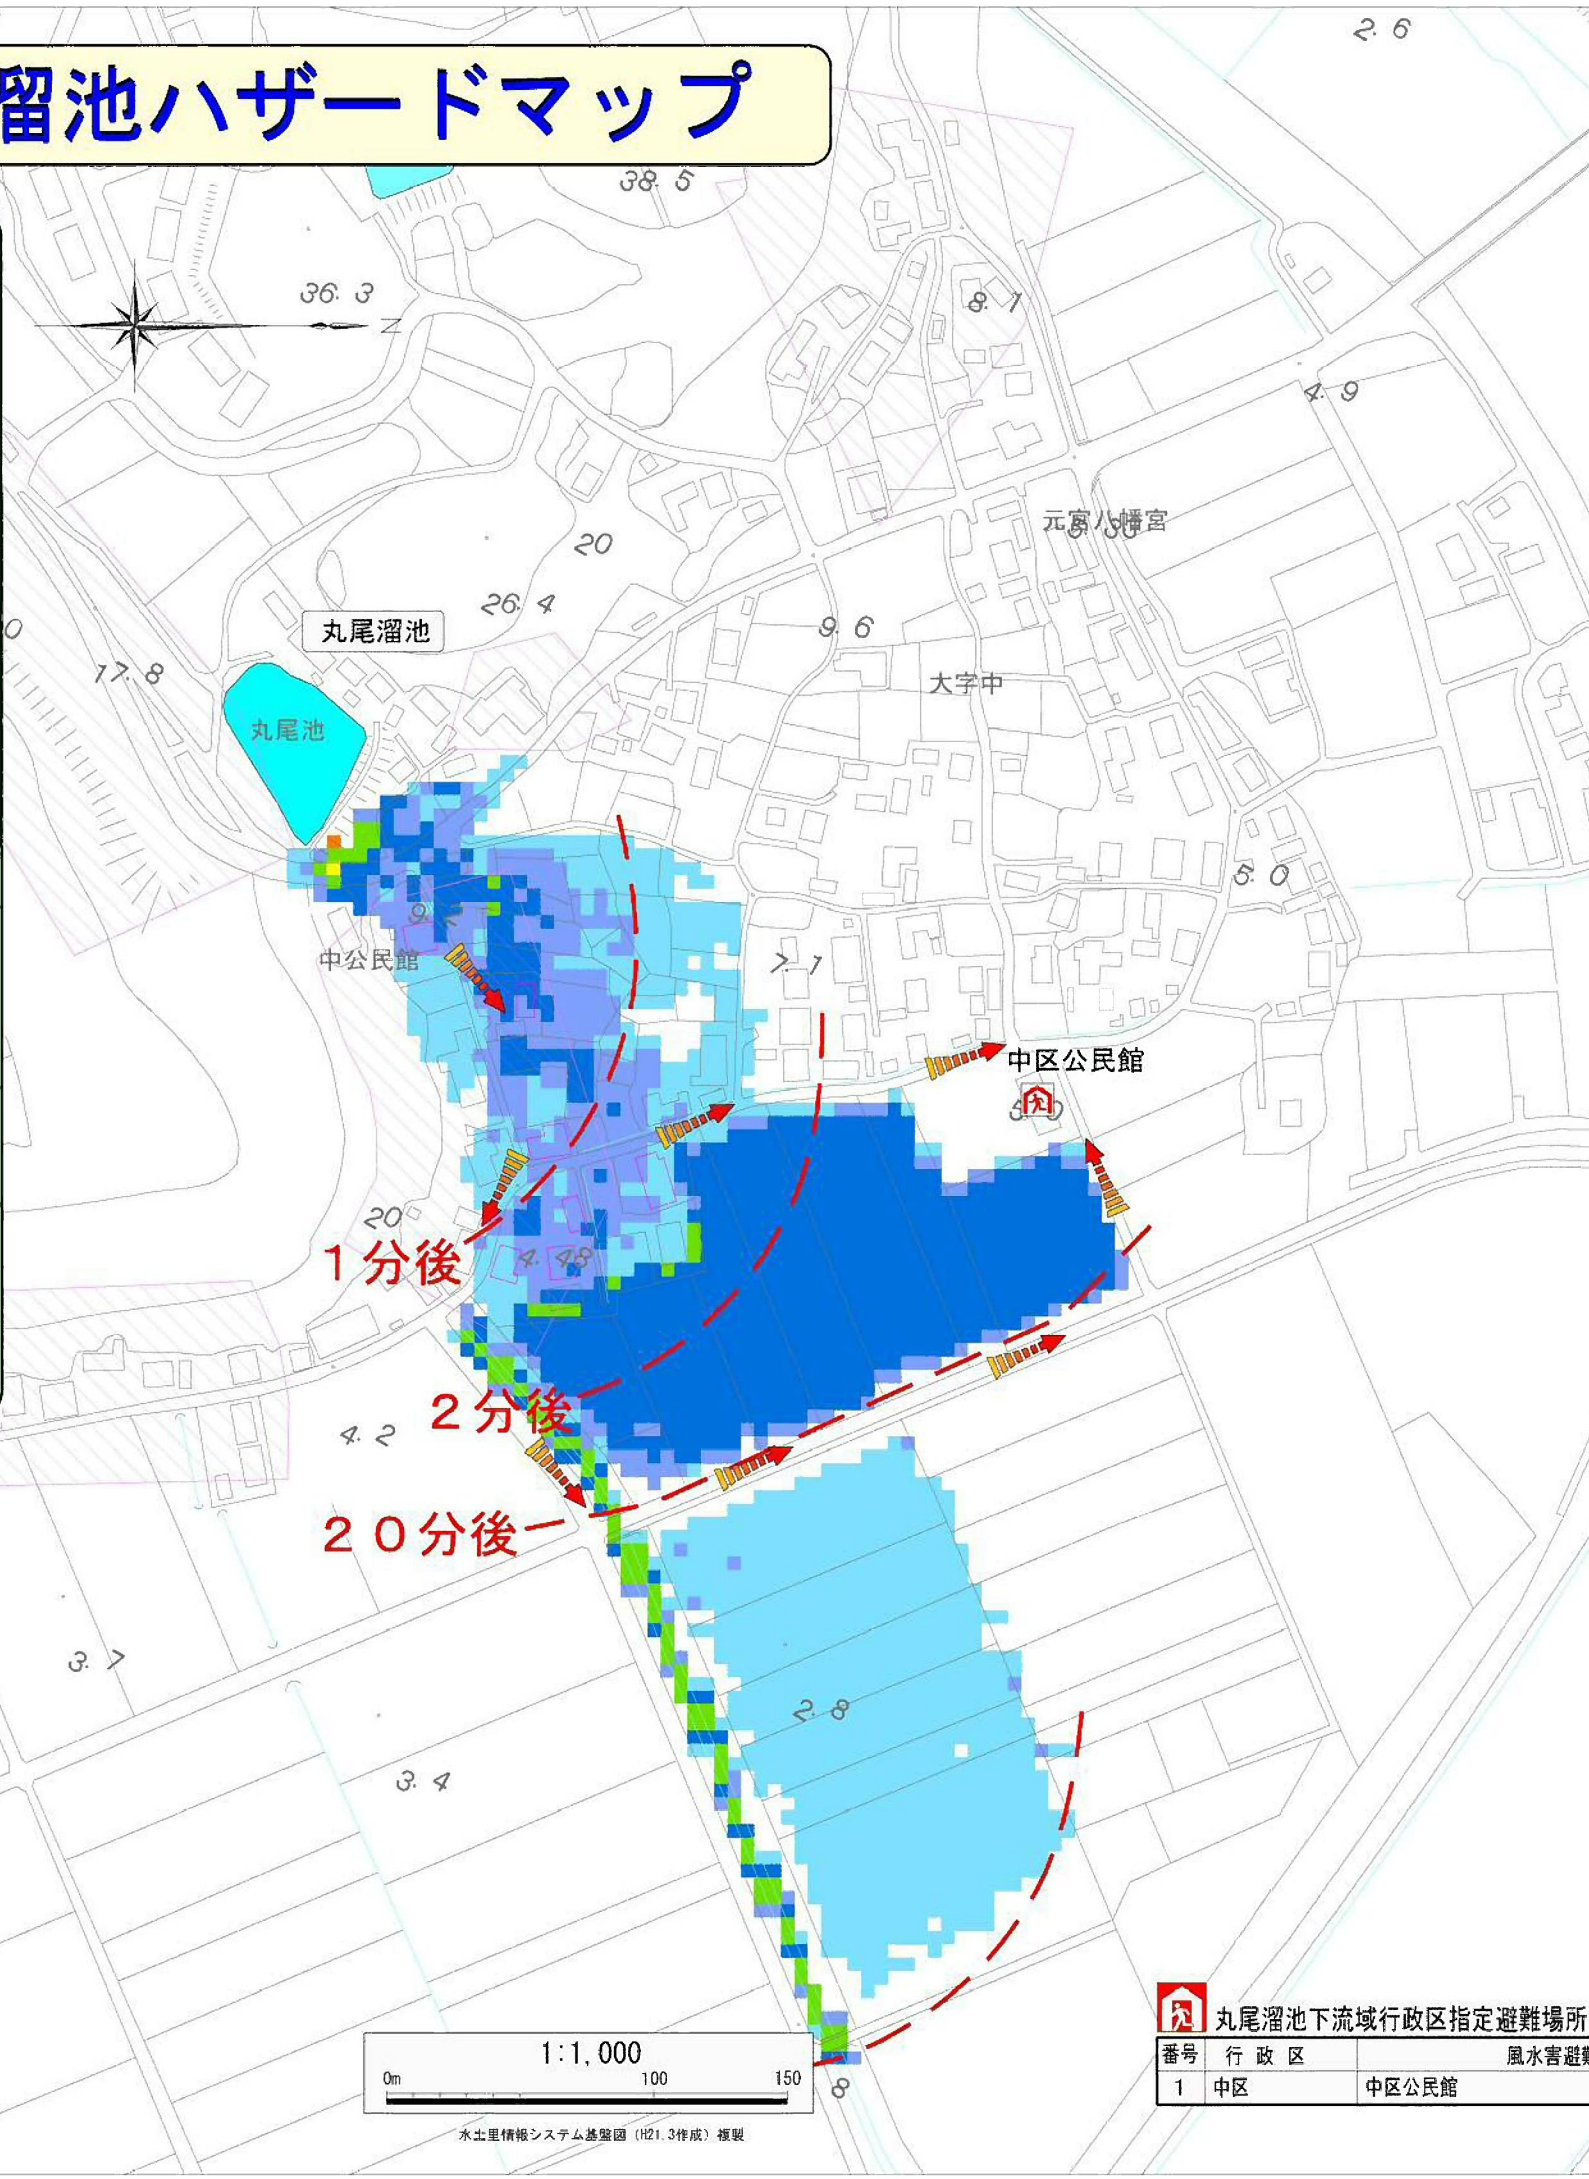 留池ハザードマップ
2.6
38.5
36.3
N
8.1
4.9
元宮八幡宮
20
26.4
9.6
丸尾溜池
0
17.8
大字中
丸尾池
5.0
9.2
中公民館
7.1
中区公民館
5.0
20
1分後
4.48
2分後
4.2
20分後
3.7
2.8
3.4
丸尾溜池下流域行政区指定避難場所
番号 行政区 風水害避
1 中区 中区公民館
1:1,000
0m 100 150
8
水土里情報システム基盤図（H21.3作成）複製